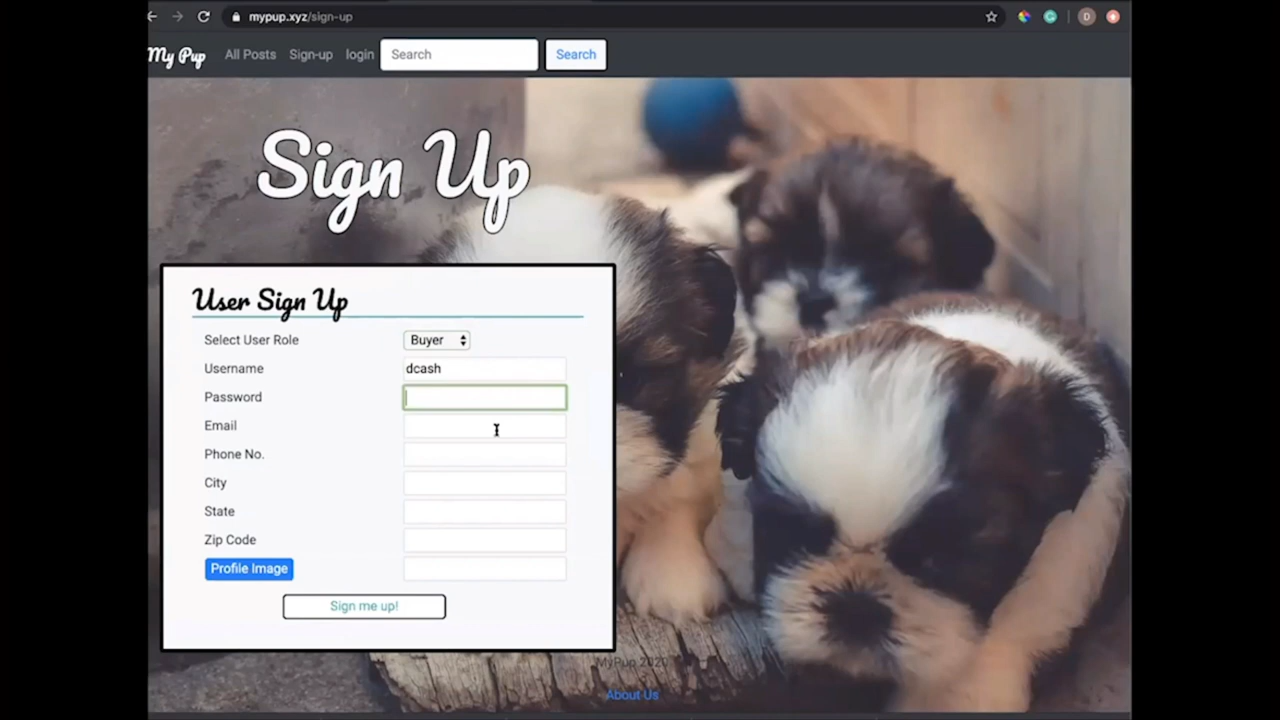 mypup.xyz/sign-up
D
My Pup All Posts Sign-up login Search Search
Sign Up
User Sign Up
Select User Role Buyer
Username dcash
Password
Email
Phone No.
City
State
Zip Code
Profile Image
Sign me up!
MyPup 2020
About Us